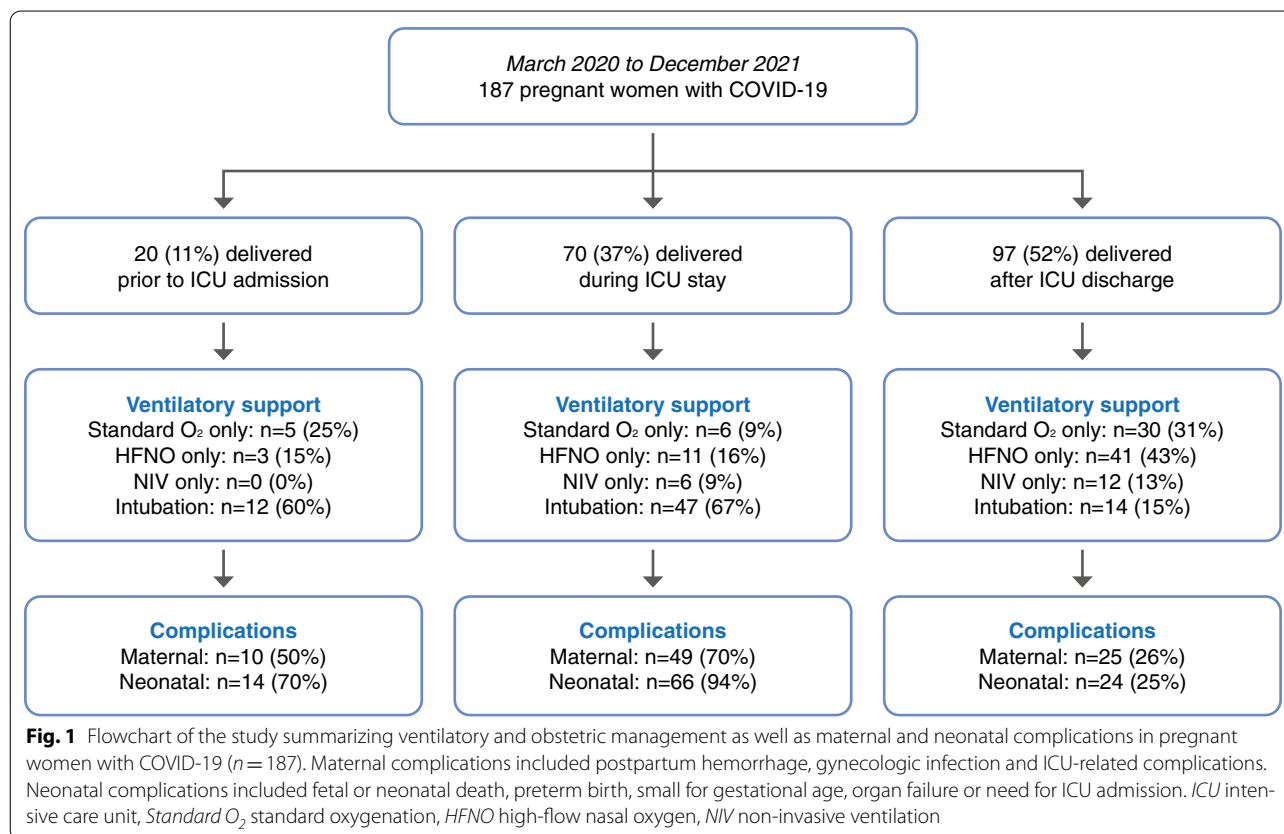 March 2020 to December 2021
187 pregnant women with COVID-19
20 (11%) delivered
prior to ICU admission
70 (37%) delivered
during ICU stay
97 (52%) delivered
after ICU discharge
Ventilatory support
Standard O₂ only: n=5 (25%)
HFNO only: n=3 (15%)
NIV only: n=0 (0%)
Intubation: n=12 (60%)
Ventilatory support
Standard O₂ only: n=6 (9%)
HFNO only: n=11 (16%)
NIV only: n=6 (9%)
Intubation: n=47 (67%)
Ventilatory support
Standard O₂ only: n=30 (31%)
HFNO only: n=41 (43%)
NIV only: n=12 (13%)
Intubation: n=14 (15%)
Complications
Maternal: n=10 (50%)
Neonatal: n=14 (70%)
Complications
Maternal: n=49 (70%)
Neonatal: n=66 (94%)
Complications
Maternal: n=25 (26%)
Neonatal: n=24 (25%)
Fig. 1 Flowchart of the study summarizing ventilatory and obstetric management as well as maternal and neonatal complications in pregnant
women with COVID-19 (n = 187). Maternal complications included postpartum hemorrhage, gynecologic infection and ICU-related complications.
Neonatal complications included fetal or neonatal death, preterm birth, small for gestational age, organ failure or need for ICU admission. ICU inten-
sive care unit, Standard O₂ standard oxygenation, HFNO high-flow nasal oxygen, NIV non-invasive ventilation